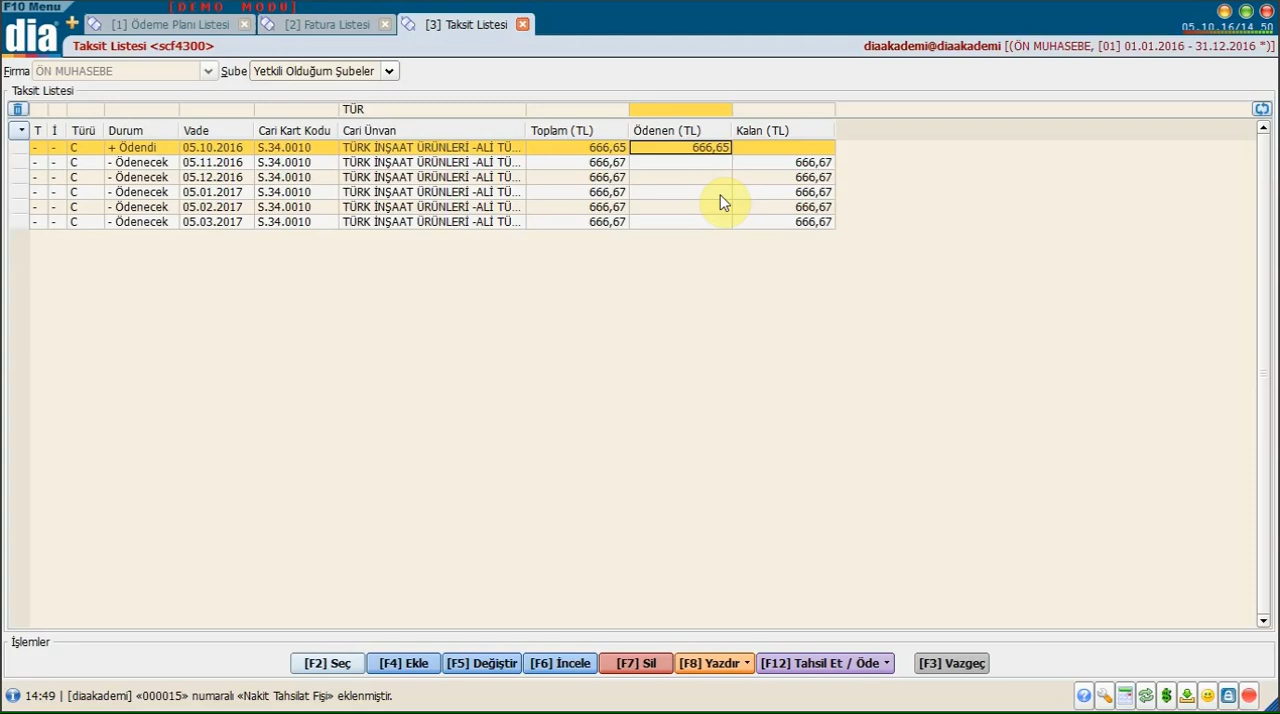 F10 Menu
[DEMO MODU]
dia
[1] Ödeme Planı Listesi
[2] Fatura Listesi
[3] Taksit Listesi
05.10.16/14.50
Taksit Listesi <scf4300>
diaakademi@diaakademi [(ÖN MUHASEBE, [01] 01.01.2016 - 31.12.2016 *)]
Firma ÖN MUHASEBE Şube Yetkili Olduğum Şubeler
Taksit Listesi
TÜR
T İ Türü Durum Vade Cari Kart Kodu Cari Ünvan Toplam (TL) Ödenen (TL) Kalan (TL)
- - C + Ödendi 05.10.2016 S.34.0010 TÜRK İNŞAAT ÜRÜNLERİ -ALİ TÜ... 666,65 666,65
- - C - Ödenecek 05.11.2016 S.34.0010 TÜRK İNŞAAT ÜRÜNLERİ -ALİ TÜ... 666,67 666,67
- - C - Ödenecek 05.12.2016 S.34.0010 TÜRK İNŞAAT ÜRÜNLERİ -ALİ TÜ... 666,67 666,67
- - C - Ödenecek 05.01.2017 S.34.0010 TÜRK İNŞAAT ÜRÜNLERİ -ALİ TÜ... 666,67 666,67
- - C - Ödenecek 05.02.2017 S.34.0010 TÜRK İNŞAAT ÜRÜNLERİ -ALİ TÜ... 666,67 666,67
- - C - Ödenecek 05.03.2017 S.34.0010 TÜRK İNŞAAT ÜRÜNLERİ -ALİ TÜ... 666,67 666,67
İşlemler
[F2] Seç [F4] Ekle [F5] Değiştir [F6] İncele [F7] Sil [F8] Yazdır [F12] Tahsil Et / Öde [F3] Vazgeç
14:49 | [diaakademi] «000015» numaralı «Nakit Tahsilat Fişi» eklenmiştir.